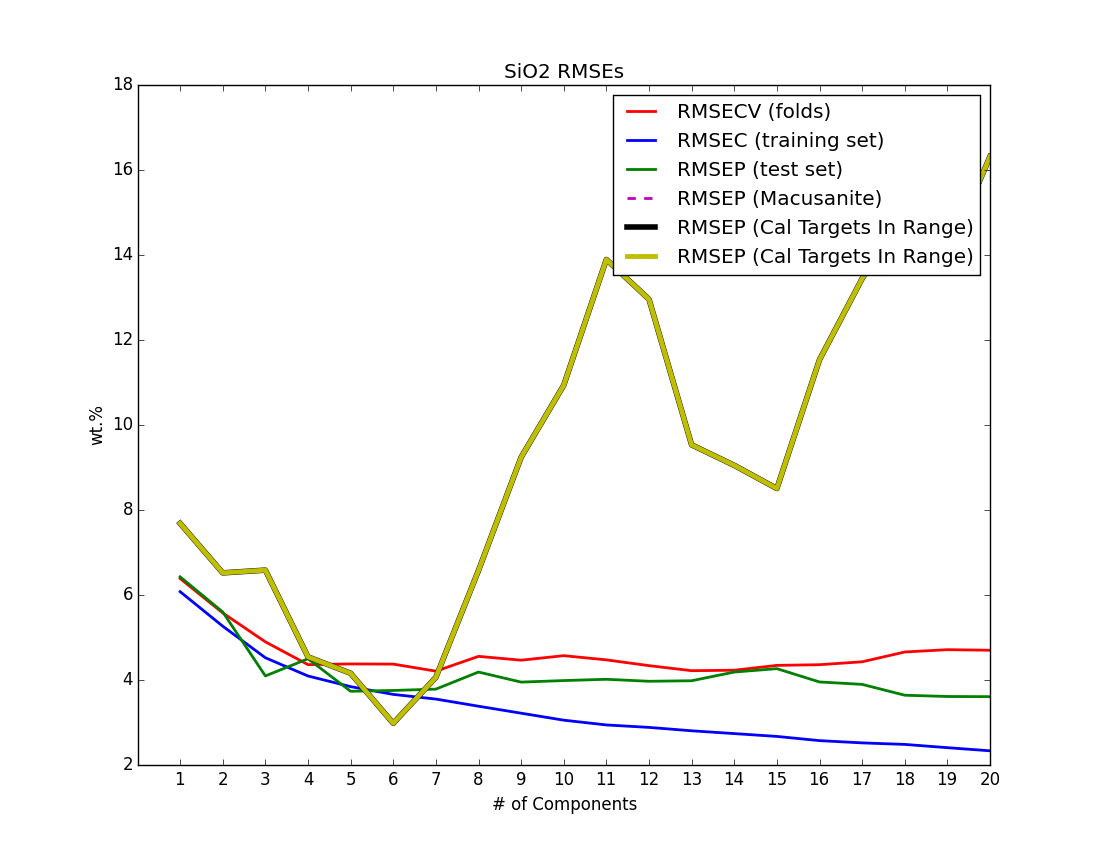 SiO2 RMSEs
18
16
14
12
10
8
6
4
2
wt.%
RMSECV (folds)
RMSEC (training set)
RMSEP (test set)
RMSEP (Macusanite)
RMSEP (Cal Targets In Range)
RMSEP (Cal Targets In Range)
1 2 3 4 5 6 7 8 9 10 11 12 13 14 15 16 17 18 19 20
# of Components